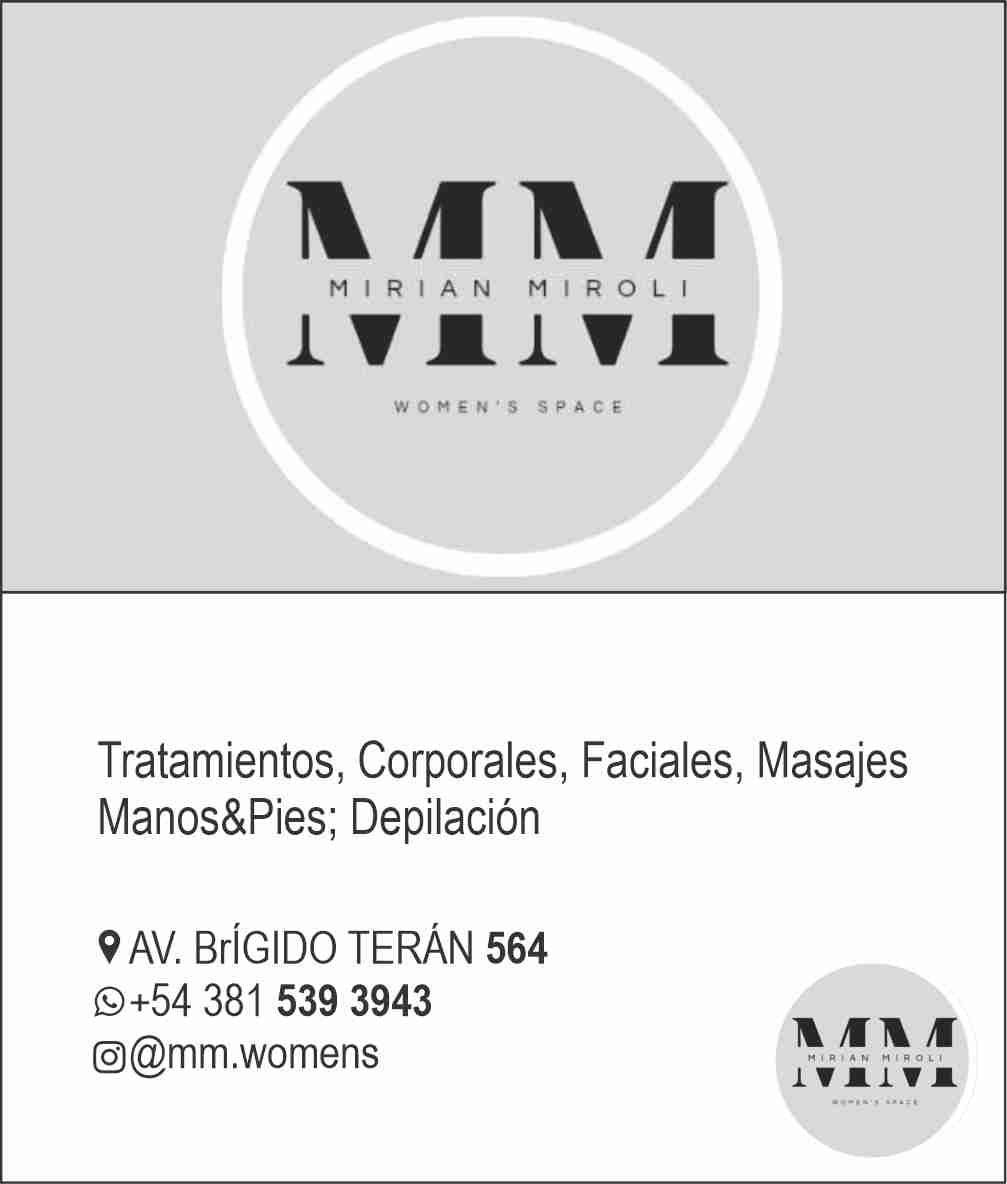 MM
MIRIAN MIROLI
WOMEN'S SPACE
Tratamientos, Corporales, Faciales, Masajes
Manos&Pies; Depilación
AV. BrÍGIDO TERÁN 564
+54 381 539 3943
@mm.womens
MM
MIRIAN MIROLI
WOMEN'S SPACE